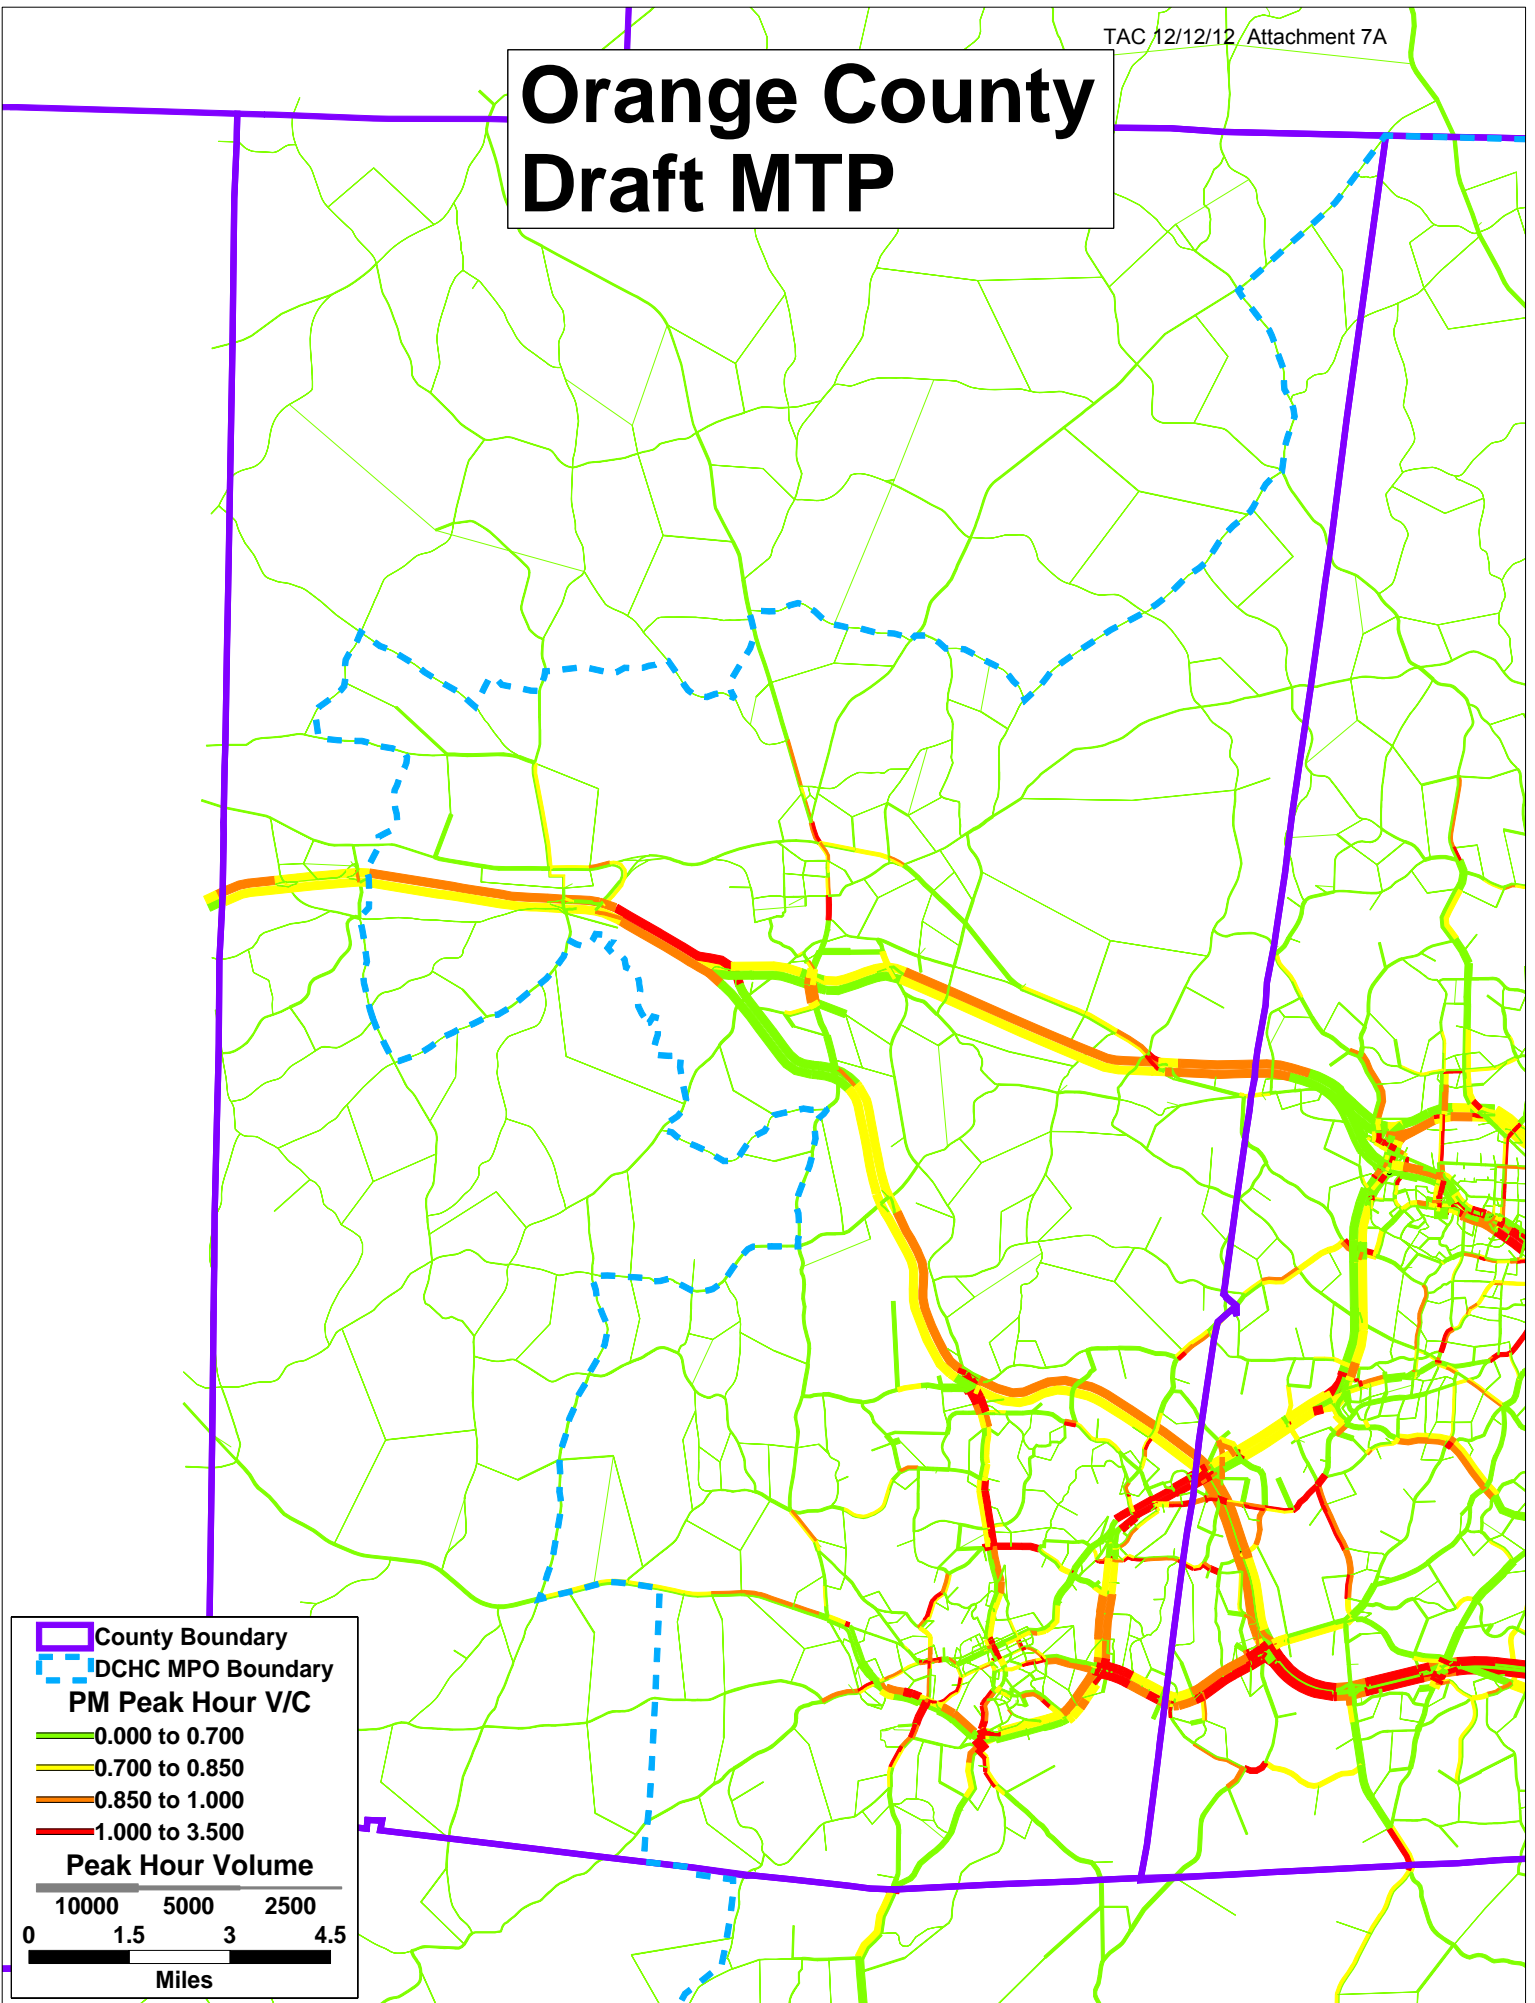 TAC 12/12/12  Attachment 7A
Orange County
Draft MTP
County Boundary
DCHC MPO Boundary
PM Peak Hour V/C
0.000 to 0.700
0.700 to 0.850
0.850 to 1.000
1.000 to 3.500
Peak Hour Volume
10000 5000 2500
0 1.5 3 4.5
Miles